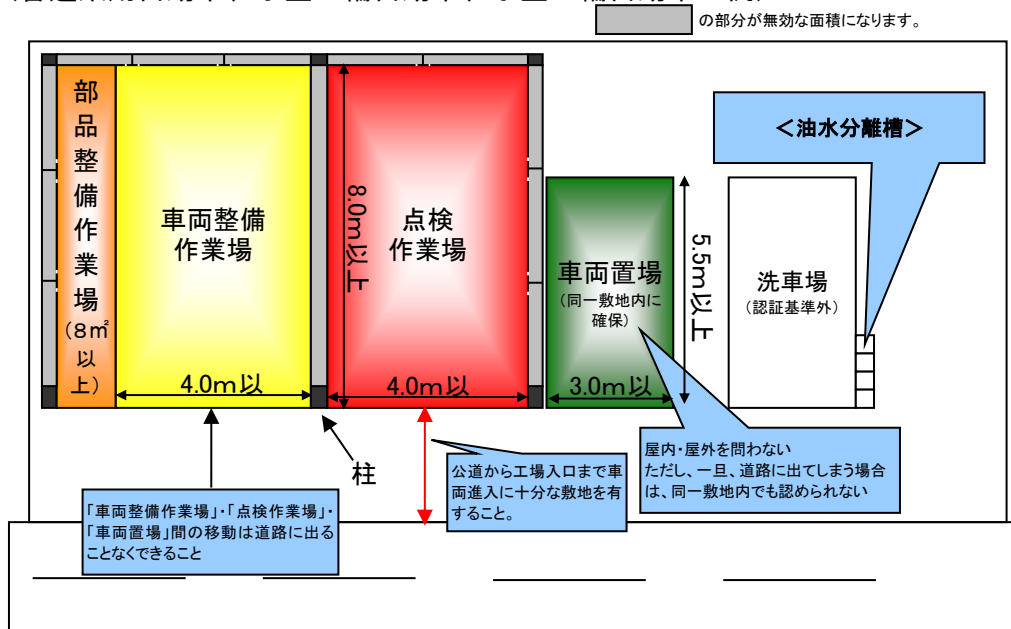 の部分が無効な面積になります。
部品整備作業場
(8㎡以上)
車両整備
作業場
点検
作業場
8.0m以上
車両置場
(同一敷地内に
確保)
5.5m以上
<油水分離槽>
洗車場
(認証基準外)
4.0m以
4.0m以
3.0m以
柱
「車両整備作業場」・「点検作業場」・
「車両置場」間の移動は道路に出る
ことなくできること
公道から工場入口まで車
両進入に十分な敷地を有
すること。
屋内・屋外を問わない
ただし、一旦、道路に出てしまう場合
は、同一敷地内でも認められない